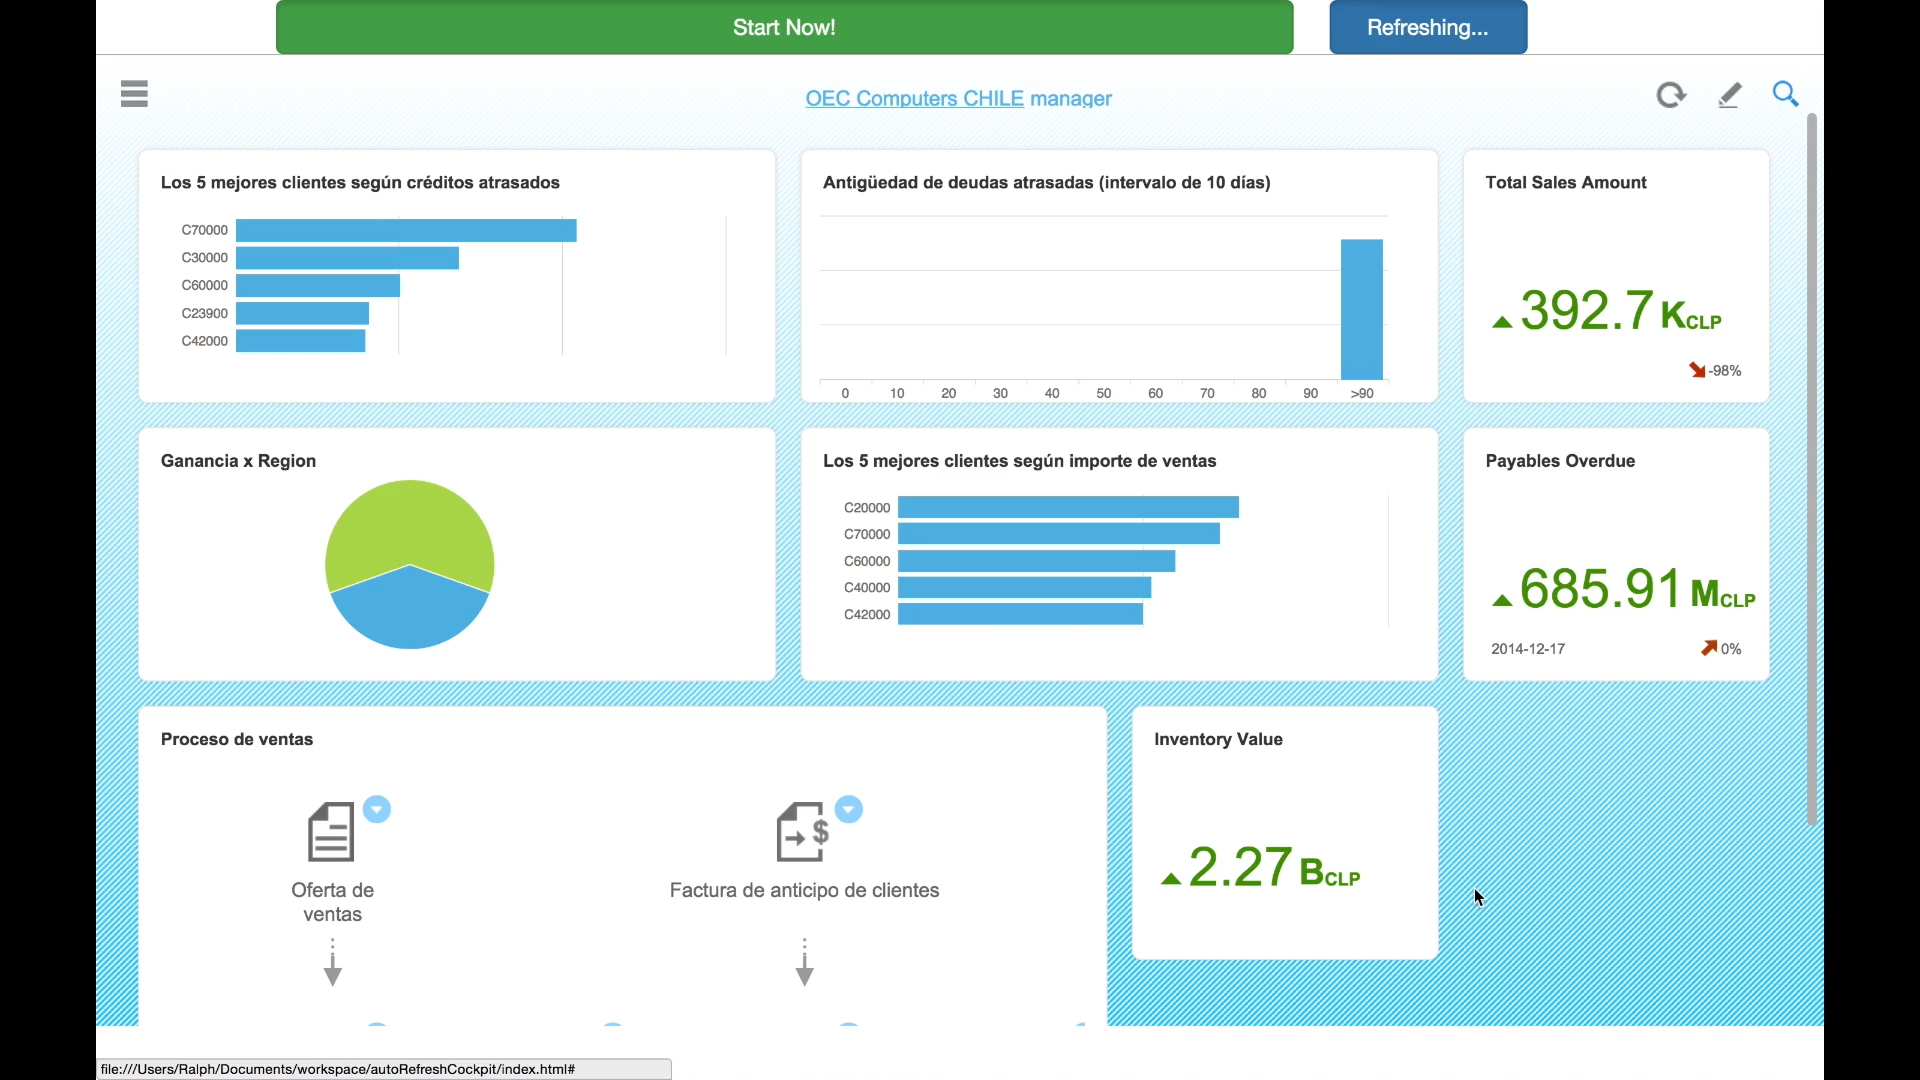 Start Now!
Refreshing...
OEC Computers CHILE manager
Los 5 mejores clientes según créditos atrasados
C70000
C30000
C60000
C23900
C42000
Antigüedad de deudas atrasadas (intervalo de 10 días)
0 10 20 30 40 50 60 70 80 90 >90
Total Sales Amount
392.7 KCLP
-98%
Ganancia x Region
Los 5 mejores clientes según importe de ventas
C20000
C70000
C60000
C40000
C42000
Payables Overdue
685.91 MCLP
2014-12-17 0%
Proceso de ventas
Oferta de
ventas
$
Factura de anticipo de clientes
Inventory Value
2.27 BCLP
file:///Users/Ralph/Documents/workspace/autoRefreshCockpit/index.html#